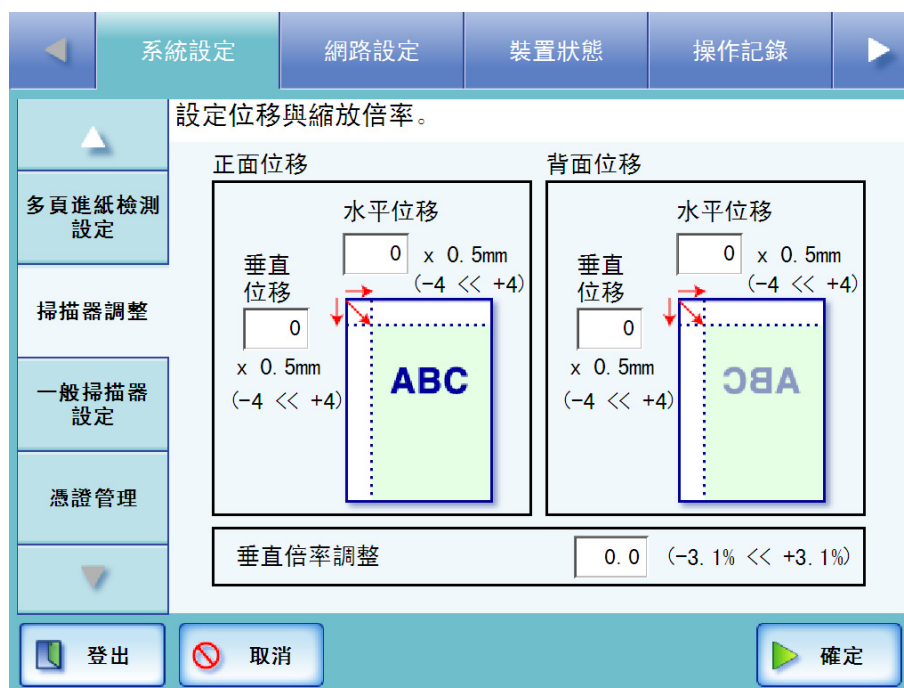 系統設定
網路設定
裝置狀態
操作記錄
設定位移與縮放倍率。
多頁進紙檢測
設定
掃描器調整
一般掃描器
設定
憑證管理
正面位移
水平位移
0 x 0.5mm
(-4 << +4)
垂直
位移
0
x 0.5mm
(-4 << +4)
ABC
背面位移
水平位移
0 x 0.5mm
(-4 << +4)
垂直
位移
0
x 0.5mm
(-4 << +4)
ABC
垂直倍率調整 0.0 (-3.1% << +3.1%)
登出
取消
確定